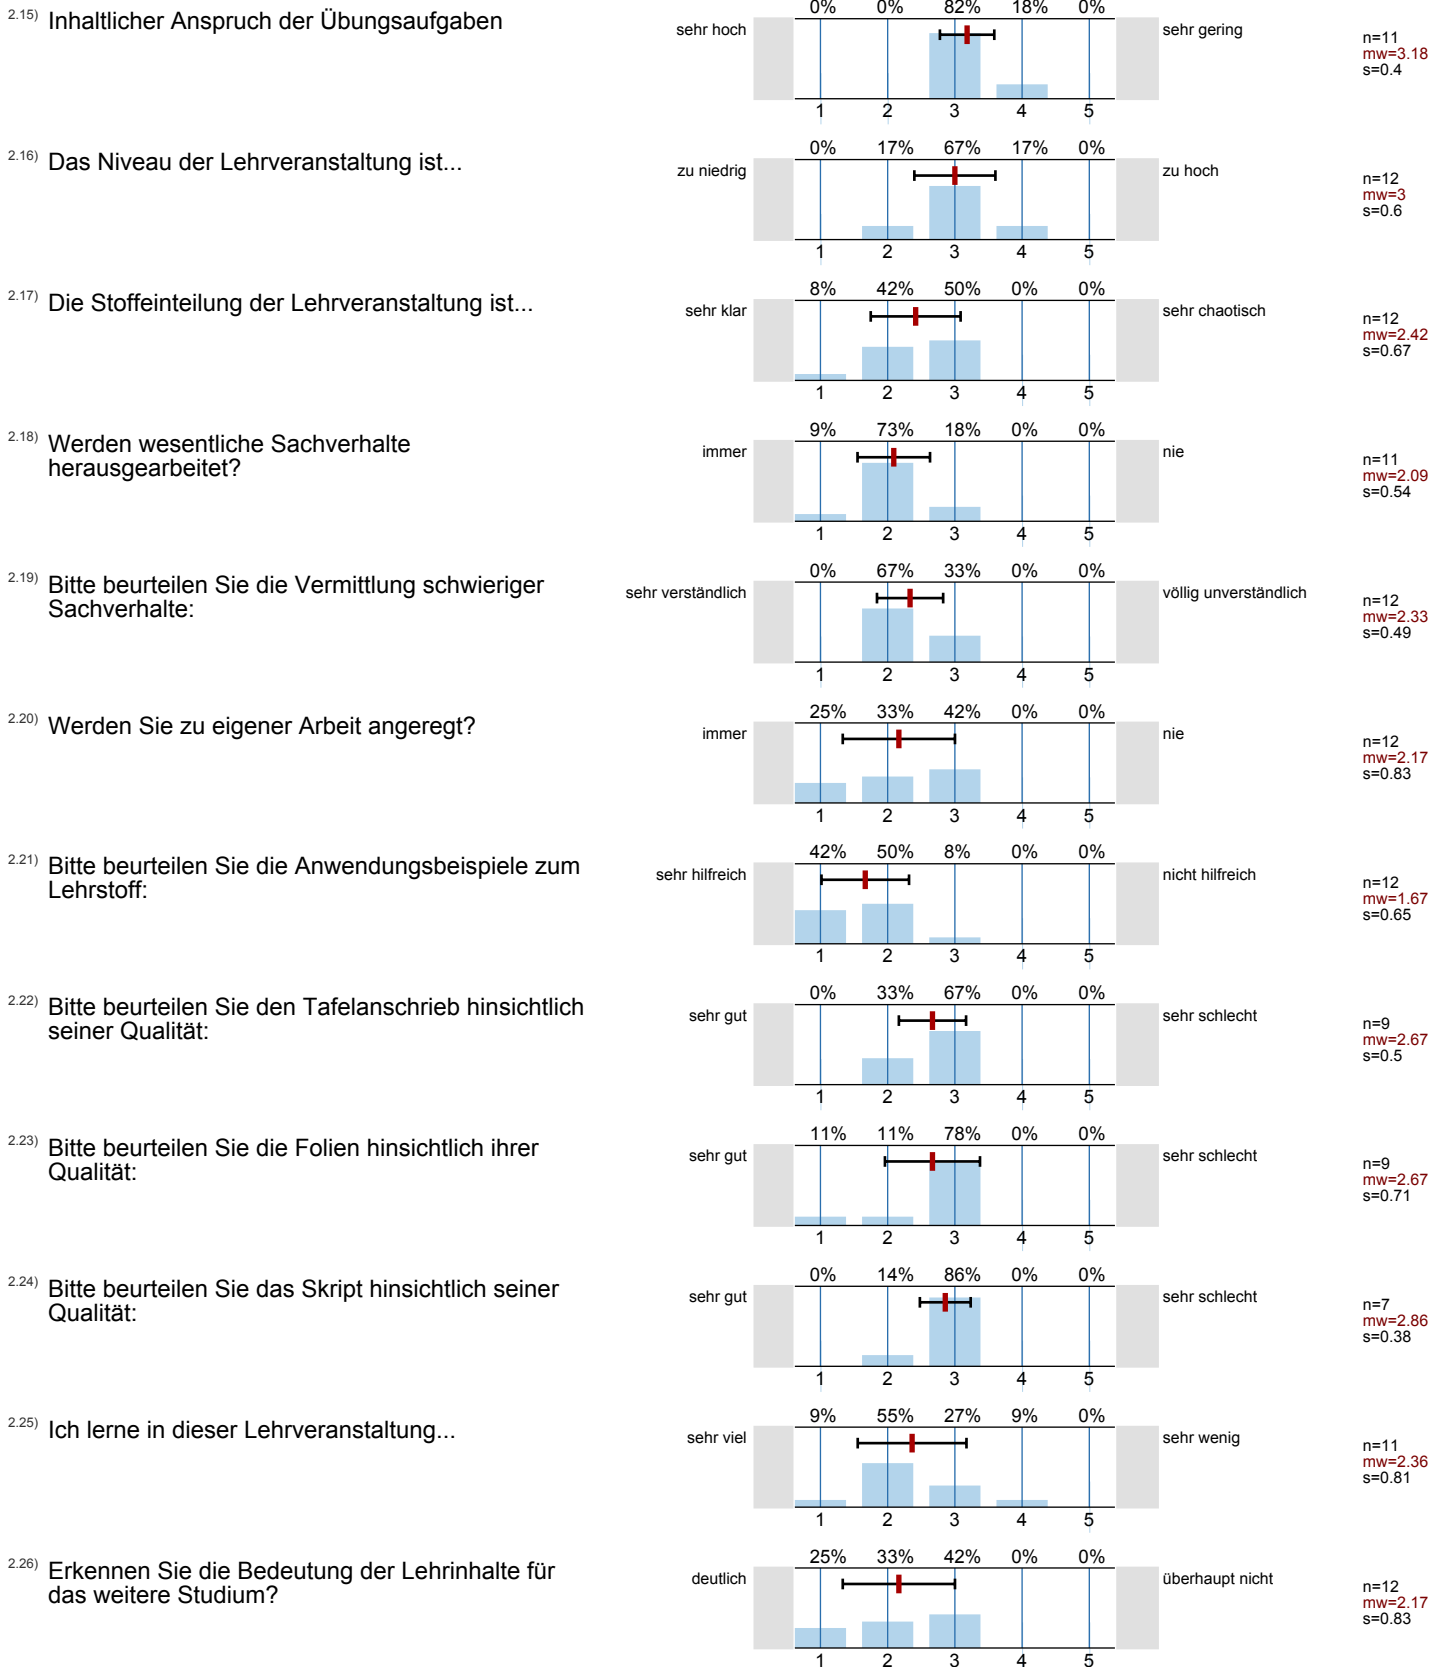 2.15) Inhaltlicher Anspruch der Übungsaufgaben
0% 0% 82% 18% 0%
sehr hoch sehr gering
n=11
mw=3.18
s=0.4
1 2 3 4 5
2.16) Das Niveau der Lehrveranstaltung ist...
0% 17% 67% 17% 0%
zu niedrig zu hoch
n=12
mw=3
s=0.6
1 2 3 4 5
2.17) Die Stoffeinteilung der Lehrveranstaltung ist...
8% 42% 50% 0% 0%
sehr klar sehr chaotisch
n=12
mw=2.42
s=0.67
1 2 3 4 5
2.18) Werden wesentliche Sachverhalte
herausgearbeitet?
9% 73% 18% 0% 0%
immer nie
n=11
mw=2.09
s=0.54
1 2 3 4 5
2.19) Bitte beurteilen Sie die Vermittlung schwieriger
Sachverhalte:
0% 67% 33% 0% 0%
sehr verständlich völlig unverständlich
n=12
mw=2.33
s=0.49
1 2 3 4 5
2.20) Werden Sie zu eigener Arbeit angeregt?
25% 33% 42% 0% 0%
immer nie
n=12
mw=2.17
s=0.83
1 2 3 4 5
2.21) Bitte beurteilen Sie die Anwendungsbeispiele zum
Lehrstoff:
42% 50% 8% 0% 0%
sehr hilfreich nicht hilfreich
n=12
mw=1.67
s=0.65
1 2 3 4 5
2.22) Bitte beurteilen Sie den Tafelanschrieb hinsichtlich
seiner Qualität:
0% 33% 67% 0% 0%
sehr gut sehr schlecht
n=9
mw=2.67
s=0.5
1 2 3 4 5
2.23) Bitte beurteilen Sie die Folien hinsichtlich ihrer
Qualität:
11% 11% 78% 0% 0%
sehr gut sehr schlecht
n=9
mw=2.67
s=0.71
1 2 3 4 5
2.24) Bitte beurteilen Sie das Skript hinsichtlich seiner
Qualität:
0% 14% 86% 0% 0%
sehr gut sehr schlecht
n=7
mw=2.86
s=0.38
1 2 3 4 5
2.25) Ich lerne in dieser Lehrveranstaltung...
9% 55% 27% 9% 0%
sehr viel sehr wenig
n=11
mw=2.36
s=0.81
1 2 3 4 5
2.26) Erkennen Sie die Bedeutung der Lehrinhalte für
das weitere Studium?
25% 33% 42% 0% 0%
deutlich überhaupt nicht
n=12
mw=2.17
s=0.83
1 2 3 4 5